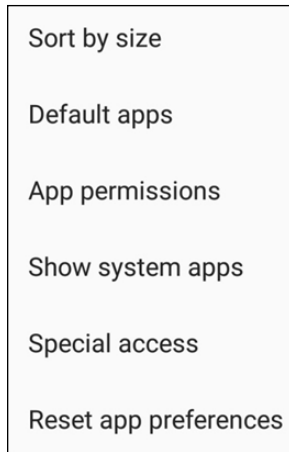 Sort by size
Default apps
App permissions
Show system apps
Special access
Reset app preferences